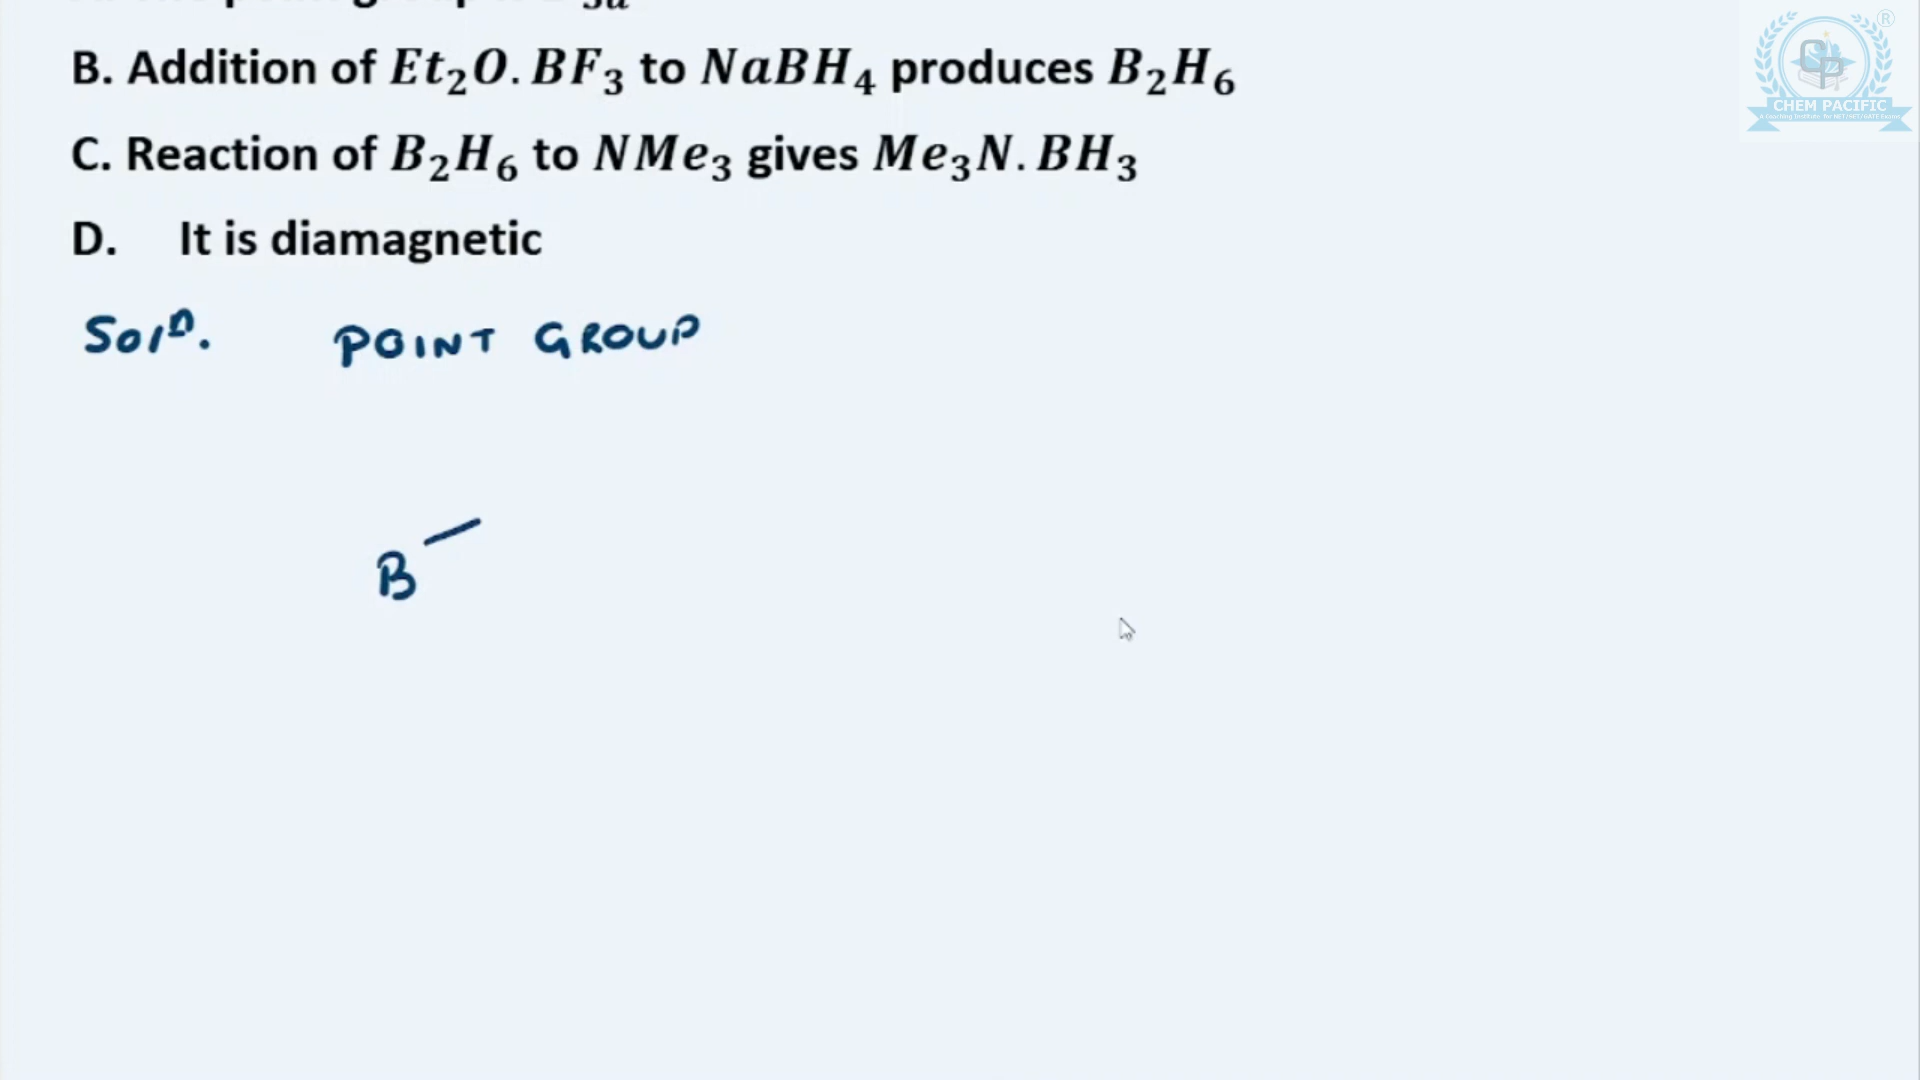 B. Addition of Et₂O. BF₃ to NaBH₄ produces B₂H₆
C. Reaction of B₂H₆ to NMe₃ gives Me₃N. BH₃
D. It is diamagnetic
Solⁿ. POINT GROUP
B
®
CP
CHEM PACIFIC